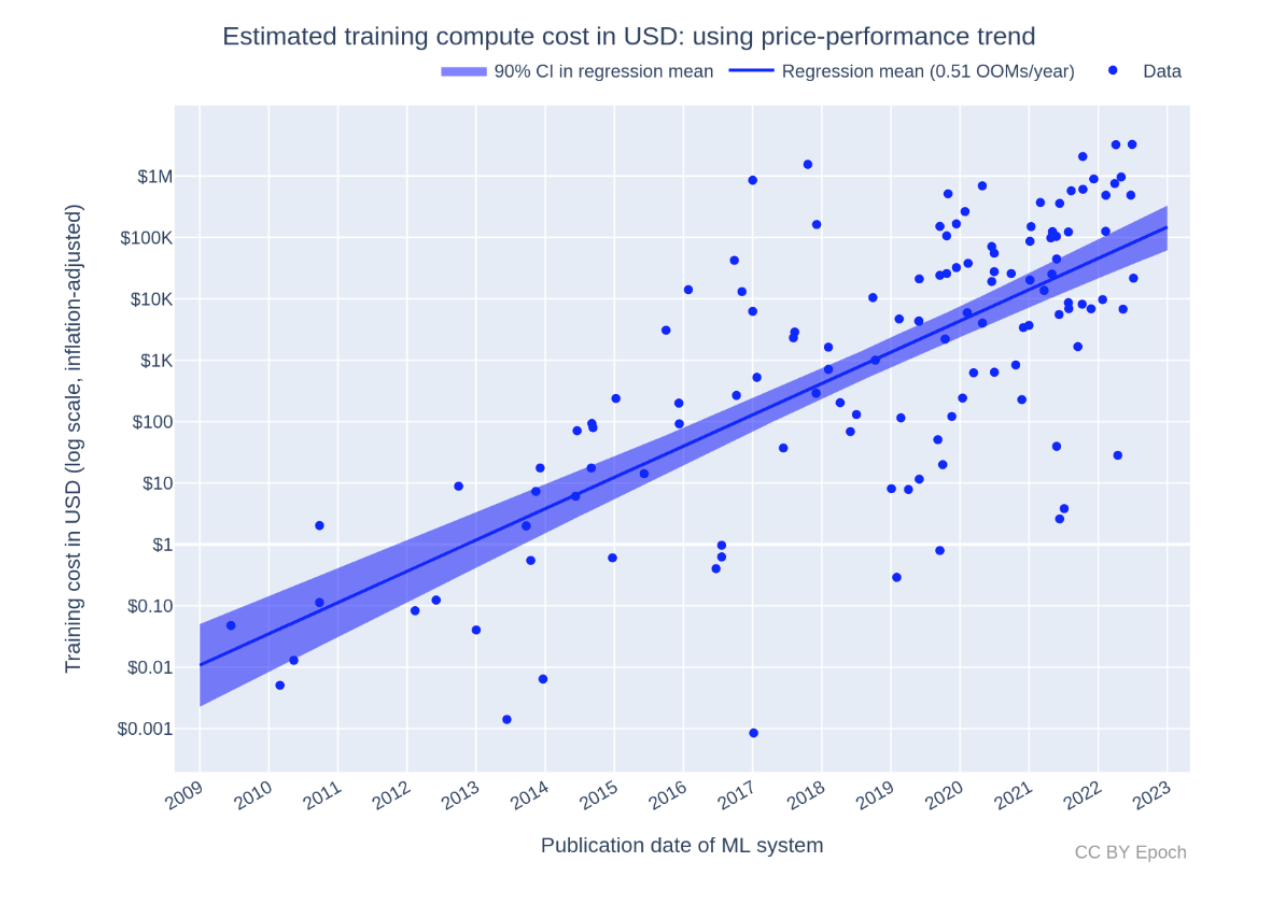 Estimated training compute cost in USD: using price-performance trend
90% CI in regression mean Regression mean (0.51 OOMs/year) Data
Training cost in USD (log scale, inflation-adjusted)
$1M
$100K
$10K
$1K
$100
$10
$1
$0.10
$0.01
$0.001
2009 2010 2011 2012 2013 2014 2015 2016 2017 2018 2019 2020 2021 2022 2023
Publication date of ML system
CC BY Epoch